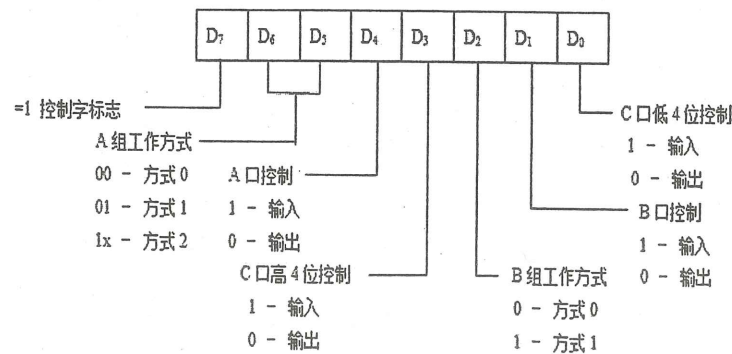 D7 D6 D5 D4 D3 D2 D1 D0
=1 控制字标志
A组工作方式
00 - 方式0
01 - 方式1
1x - 方式2
A口控制
1 - 输入
0 - 输出
C口高4位控制
1 - 输入
0 - 输出
B组工作方式
0 - 方式0
1 - 方式1
B口控制
1 - 输入
0 - 输出
C口低4位控制
1 - 输入
0 - 输出